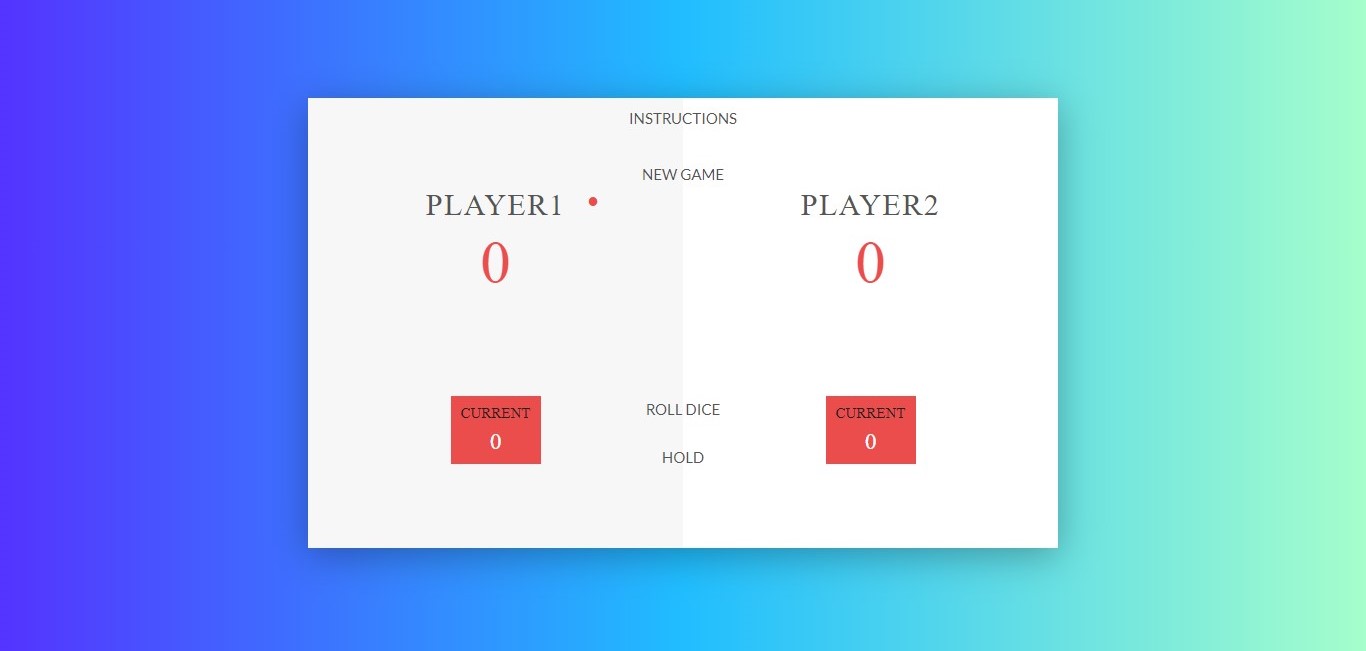 INSTRUCTIONS
NEW GAME
PLAYER1
0
PLAYER2
0
CURRENT
0
ROLL DICE
HOLD
CURRENT
0